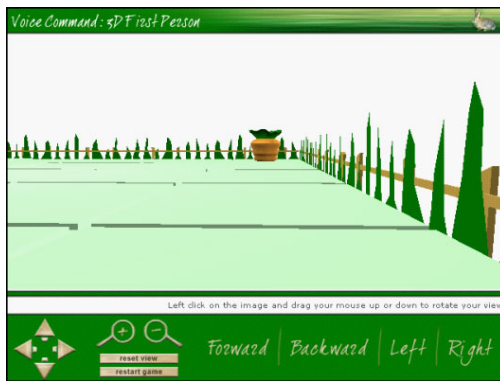 Voice Command : 3D First Person
Left click on the image and drag your mouse up or down to rotate your view
reset view
restart game
Forward Backward Left Right